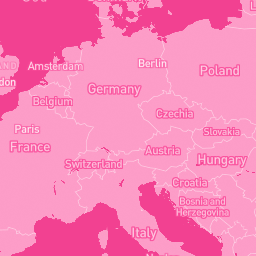 Amsterdam
Berlin
Poland
Germany
Belgium
Czechia
Paris
Slovakia
France
Austria
Switzerland
Hungary
Croatia
Bosnia and
Herzegovina
Italy